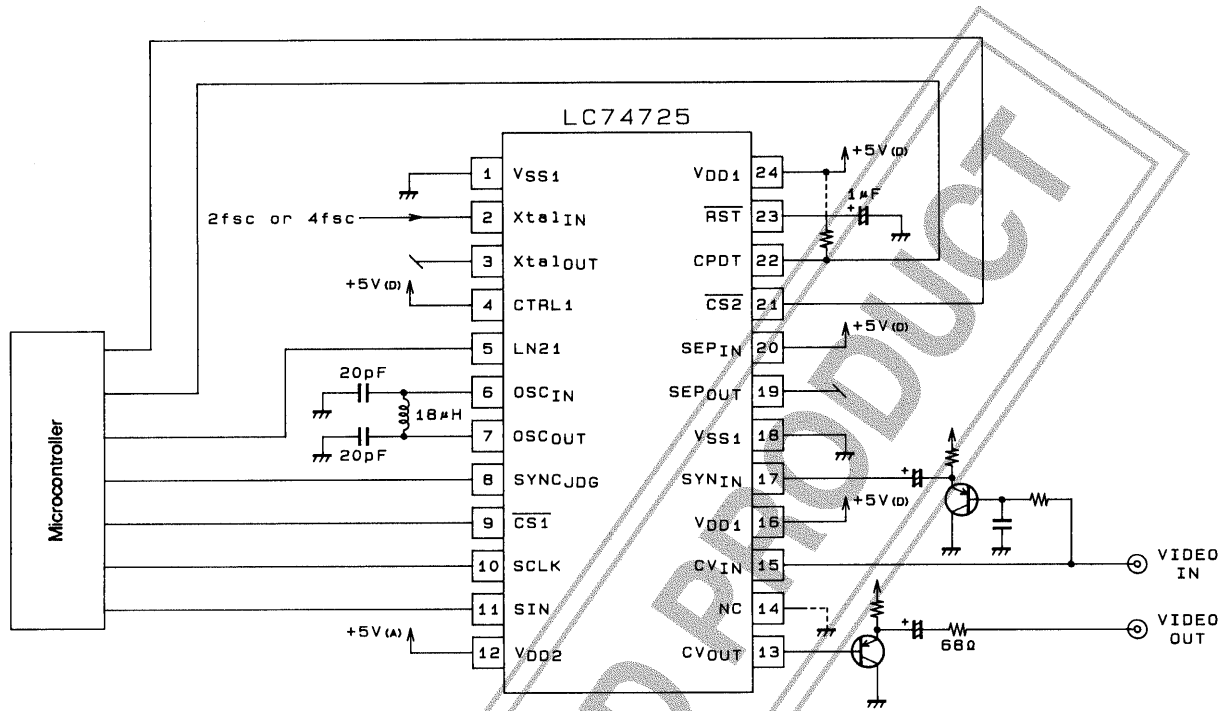 LC74725
Microcontroller
2fsc or 4fsc
+5V(D)
20pF
18μH
20pF
+5V(A)
1 VSS1
2 XtalIN
3 XtalOUT
4 CTRL1
5 LN21
6 OSCIN
7 OSCOUT
8 SYNCJDG
9 CS1
10 SCLK
11 SIN
12 VDD2
VDD1 24
RST 23
CPDT 22
CS2 21
SEPIN 20
SEPOUT 19
VSS1 18
SYNIN 17
VDD1 16
CVIN 15
NC 14
CVOUT 13
+5V(D)
1μF
+
+5V(D)
+
+5V(D)
VIDEO
IN
+
68Ω
VIDEO
OUT
D PRODUCT